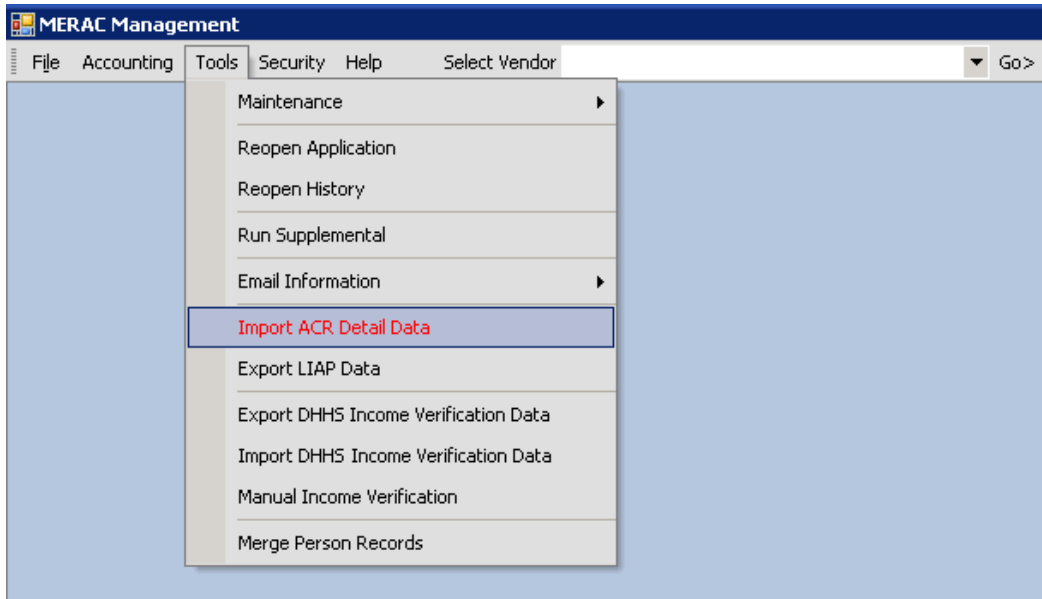 MERAC Management
File Accounting Tools Security Help Select Vendor Go>
Maintenance
Reopen Application
Reopen History
Run Supplemental
Email Information
Import ACR Detail Data
Export LIAP Data
Export DHHS Income Verification Data
Import DHHS Income Verification Data
Manual Income Verification
Merge Person Records